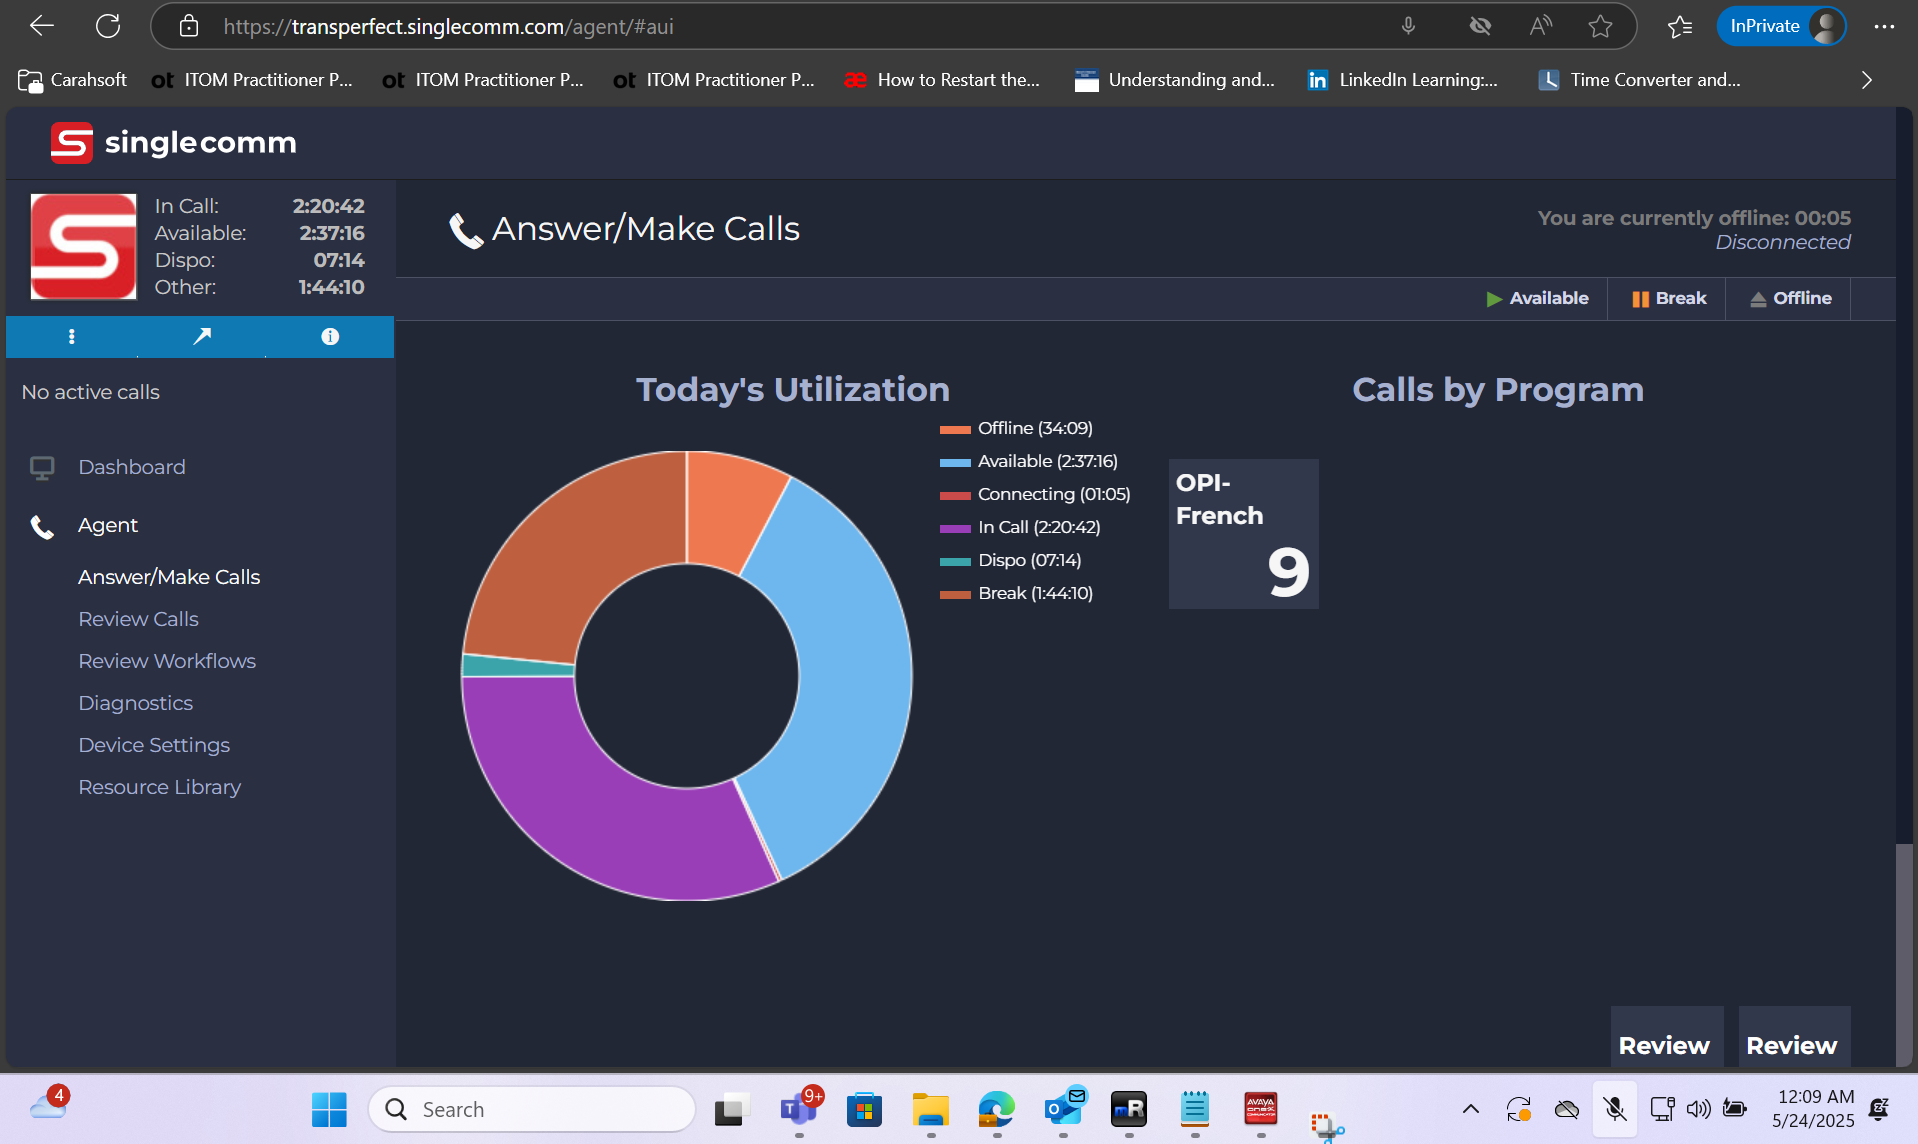 https://transperfect.singlecomm.com/agent/#aui
InPrivate
Carahsoft
ITOM Practitioner P...
ITOM Practitioner P...
ITOM Practitioner P...
How to Restart the...
Understanding and...
LinkedIn Learning:...
Time Converter and...
singlecomm
In Call: 2:20:42
Available: 2:37:16
Dispo: 07:14
Other: 1:44:10
Answer/Make Calls
You are currently offline: 00:05
Disconnected
Available
Break
Offline
No active calls
Dashboard
Agent
Answer/Make Calls
Review Calls
Review Workflows
Diagnostics
Device Settings
Resource Library
Today's Utilization
Offline (34:09)
Available (2:37:16)
Connecting (01:05)
In Call (2:20:42)
Dispo (07:14)
Break (1:44:10)
Calls by Program
OPI-
French
9
Review
Review
4
Search
9+
mR
AVAYA
12:09 AM
5/24/2025